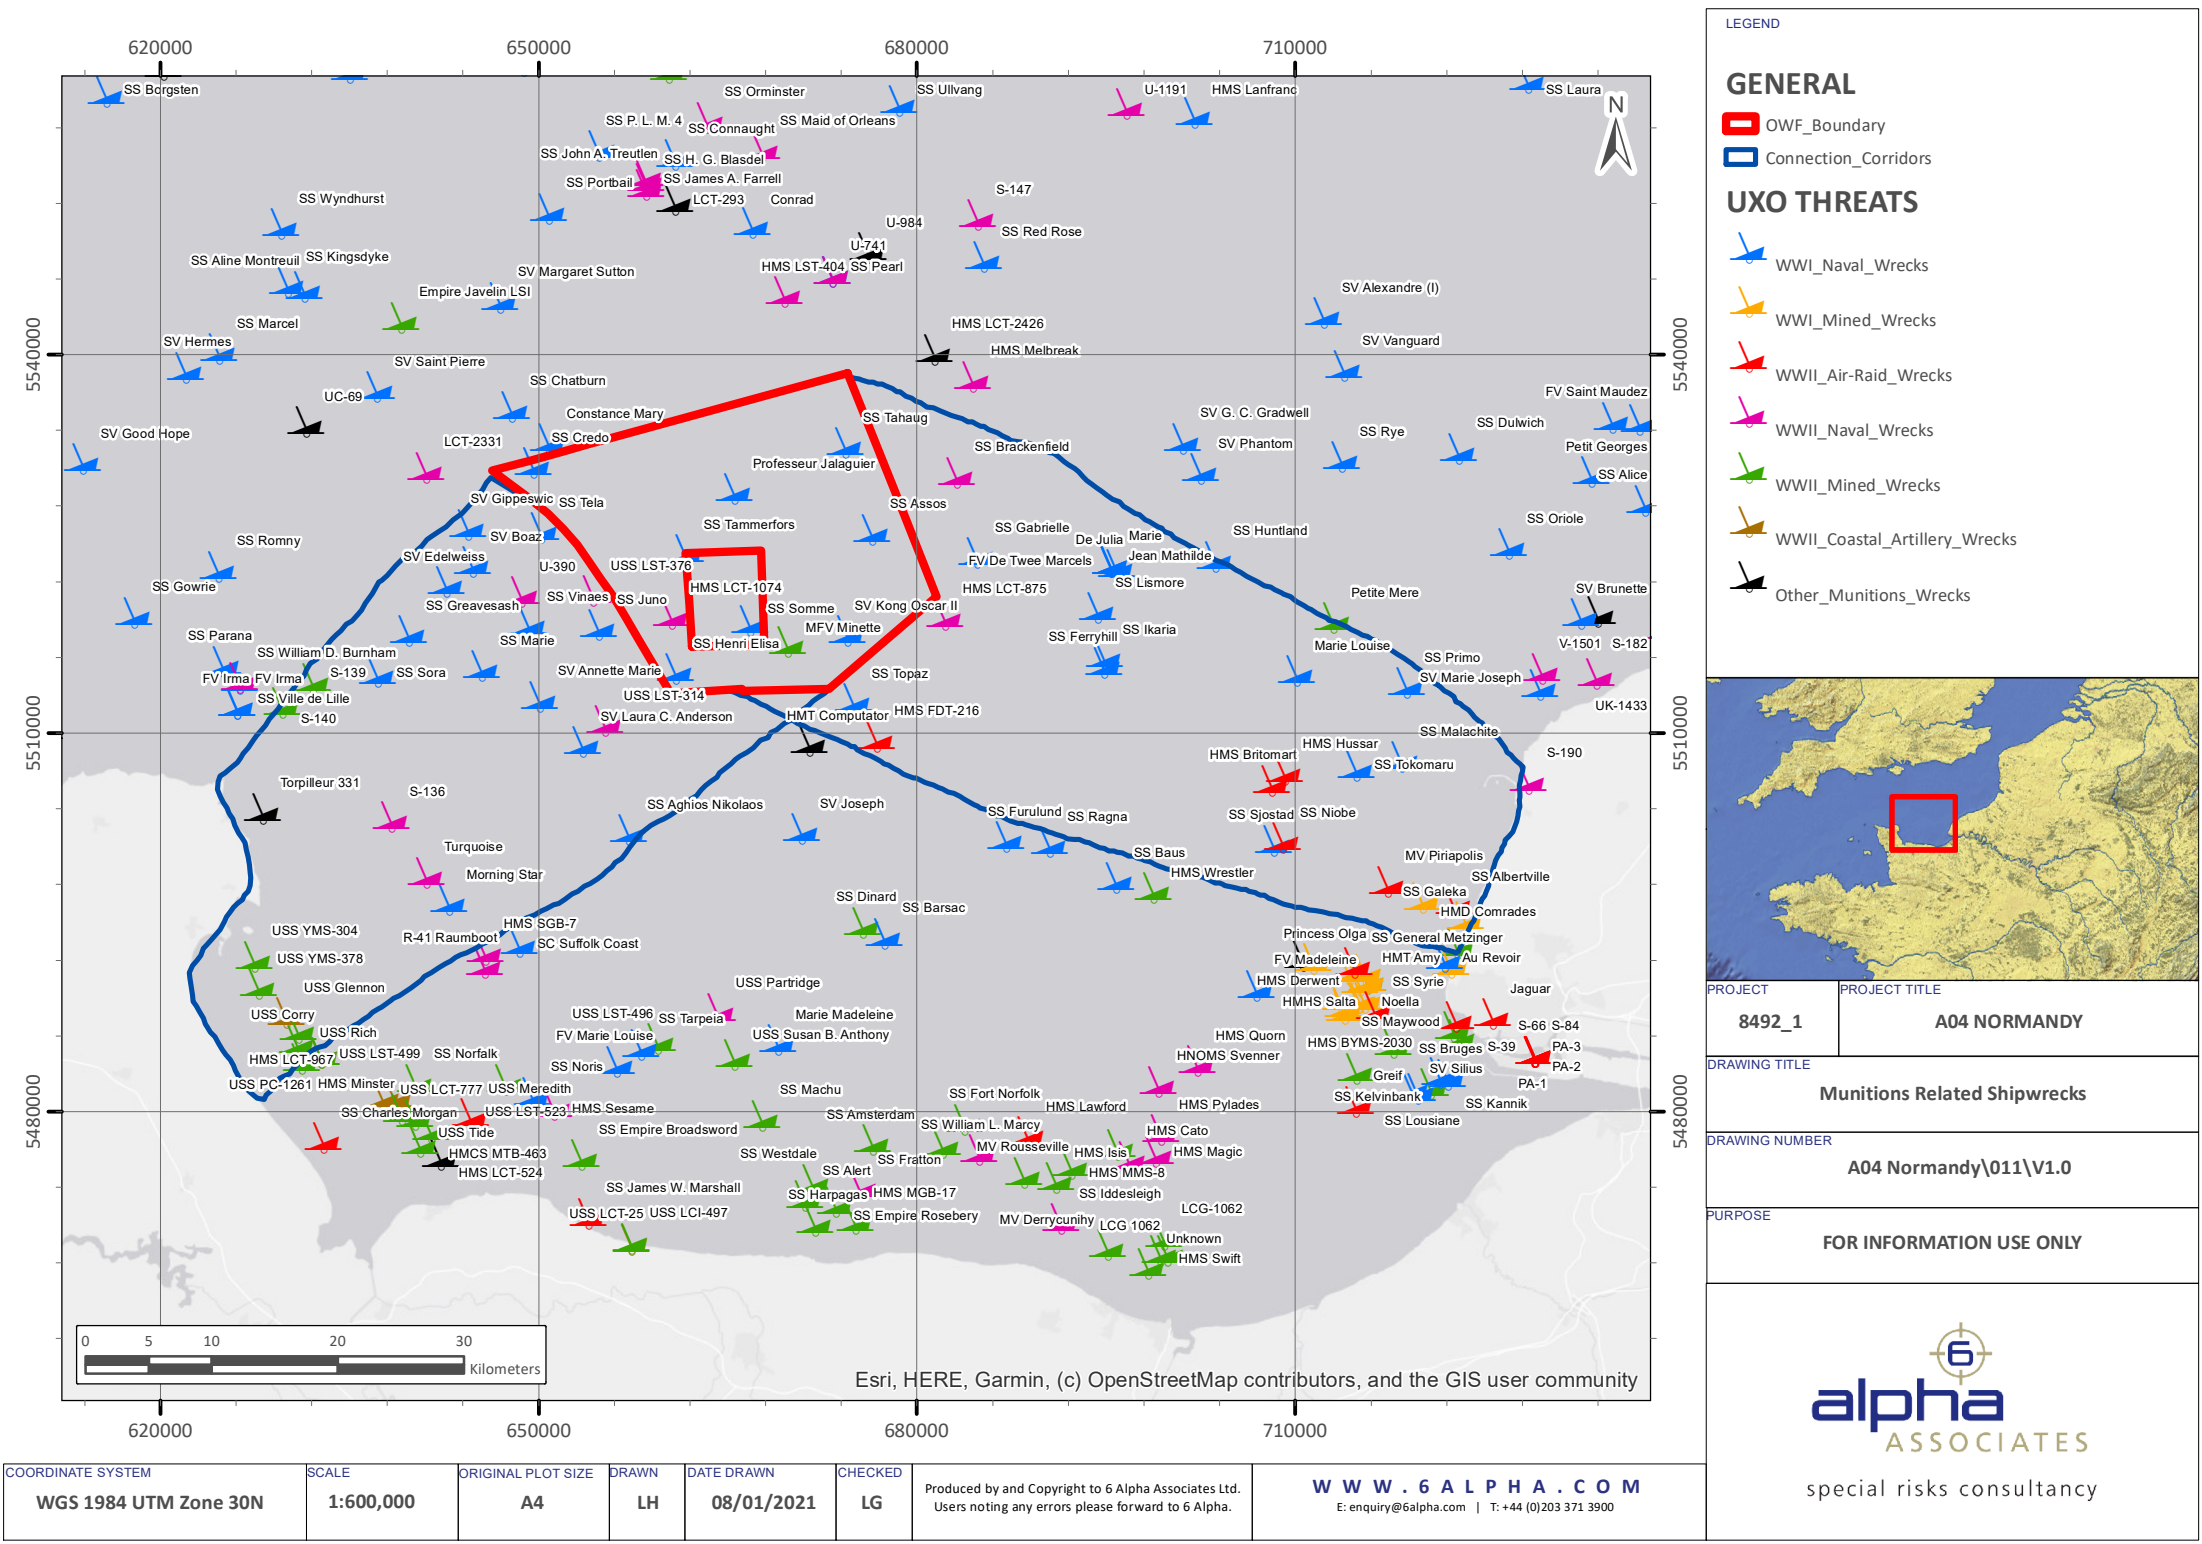 620000
650000
680000
710000
SS Borgsten
SS Orminster
SS Ullvang
U-1191
HMS Lanfranc
SS Laura
N
SS P. L. M. 4
SS Connaught
SS Maid of Orleans
SS John A. Treutlen
SS H. G. Blasdel
SS Portbail
SS James A. Farrell
LCT-293
Conrad
S-147
SS Wyndhurst
U-984
SS Red Rose
U-741
SS Aline Montreuil
SS Kingsdyke
HMS LST-404
SS Pearl
SV Margaret Sutton
Empire Javelin LSI
SV Alexandre (I)
SS Marcel
HMS LCT-2426
SV Hermes
SV Vanguard
HMS Melbreak
5540000
5540000
SV Saint Pierre
SS Chatburn
UC-69
FV Saint Maudez
Constance Mary
SS Tahaug
SV G. C. Gradwell
SS Dulwich
SV Good Hope
LCT-2331
SS Credo
SS Brackenfield
SV Phantom
SS Rye
Petit Georges
Professeur Jalaguier
SS Alice
SV Gippeswic
SS Tela
SS Assos
SS Tammerfors
SS Gabrielle
SS Huntland
SS Oriole
SV Boaz
De Julia
Marie
SS Romny
SV Edelweiss
FV De Twee Marcels
Jean Mathilde
U-390
USS LST-376
SS Lismore
SS Gowrie
HMS LCT-1074
HMS LCT-875
SV Brunette
SS Greavesash
SS Vinaes
SS Juno
SS Somme
SV Kong Oscar II
Petite Mere
SS Parana
SS Marie
MFV Minette
SS Ikaria
SS Ferryhill
SS Henri Elisa
Marie Louise
V-1501
S-182
SS William D. Burnham
SS Primo
FV Irma
FV Irma
S-139
SS Sora
SV Annette Marie
SS Topaz
SV Marie Joseph
SS Ville de Lille
USS LST-314
UK-1433
S-140
SV Laura C. Anderson
HMT Computator
HMS FDT-216
5510000
5510000
SS Malachite
HMS Hussar
HMS Britomart
S-190
SS Tokomaru
Torpilleur 331
S-136
SS Aghios Nikolaos
SV Joseph
SS Furulund
SS Ragna
SS Sjostad
SS Niobe
Turquoise
SS Baus
MV Piriapolis
Morning Star
HMS Wrestler
SS Albertville
SS Dinard
SS Galeka
SS Barsac
HMD Comrades
USS YMS-304
HMS SGB-7
R-41 Raumboot
SC Suffolk Coast
Princess Olga
SS General Metzinger
USS YMS-378
FV Madeleine
HMT Amy
Au Revoir
USS Glennon
USS Partridge
HMS Derwent
SS Syrie
Jaguar
HMHS Salta
Noella
USS Corry
USS LST-496
SS Tarpeia
Marie Madeleine
SS Maywood
S-66
S-84
USS Rich
FV Marie Louise
USS Susan B. Anthony
HMS Quorn
HMS BYMS-2030
SS Bruges
S-39
PA-3
HMS LCT-967
USS LST-499
SS Norfalk
SS Noris
HNOMS Svenner
PA-2
Greif
SV Silius
USS PC-1261
HMS Minster
USS LCT-777
USS Meredith
SS Machu
SS Fort Norfolk
PA-1
SS Kelvinbank
SS Kannik
SS Charles Morgan
USS LST-523
HMS Sesame
SS Amsterdam
HMS Lawford
HMS Pylades
SS Lousiane
5480000
5480000
USS Tide
SS Empire Broadsword
SS William L. Marcy
HMS Cato
MV Rousseville
HMS Isis
HMS Magic
HMCS MTB-463
SS Westdale
SS Fratton
HMS LCT-524
SS Alert
HMS MMS-8
SS James W. Marshall
SS Harpagas
HMS MGB-17
SS Iddesleigh
USS LCT-25
USS LCI-497
SS Empire Rosebery
MV Derrycunihy
LCG-1062
LCG 1062
Unknown
HMS Swift
0
5
10
20
30
Kilometers
Esri, HERE, Garmin, (c) OpenStreetMap contributors, and the GIS user community
620000
650000
680000
710000
LEGEND
GENERAL
OWF_Boundary
Connection_Corridors
UXO THREATS
WWI_Naval_Wrecks
WWI_Mined_Wrecks
WWII_Air-Raid_Wrecks
WWII_Naval_Wrecks
WWII_Mined_Wrecks
WWII_Coastal_Artillery_Wrecks
Other_Munitions_Wrecks
PROJECT
8492_1
PROJECT TITLE
A04 NORMANDY
DRAWING TITLE
Munitions Related Shipwrecks
DRAWING NUMBER
A04 Normandy\011\V1.0
PURPOSE
FOR INFORMATION USE ONLY
6
alpha
ASSOCIATES
special risks consultancy
COORDINATE SYSTEM
WGS 1984 UTM Zone 30N
SCALE
1:600,000
ORIGINAL PLOT SIZE
A4
DRAWN
LH
DATE DRAWN
08/01/2021
CHECKED
LG
Produced by and Copyright to 6 Alpha Associates Ltd.
Users noting any errors please forward to 6 Alpha.
WWW.6ALPHA.COM
E: enquiry@6alpha.com | T: +44 (0)203 371 3900